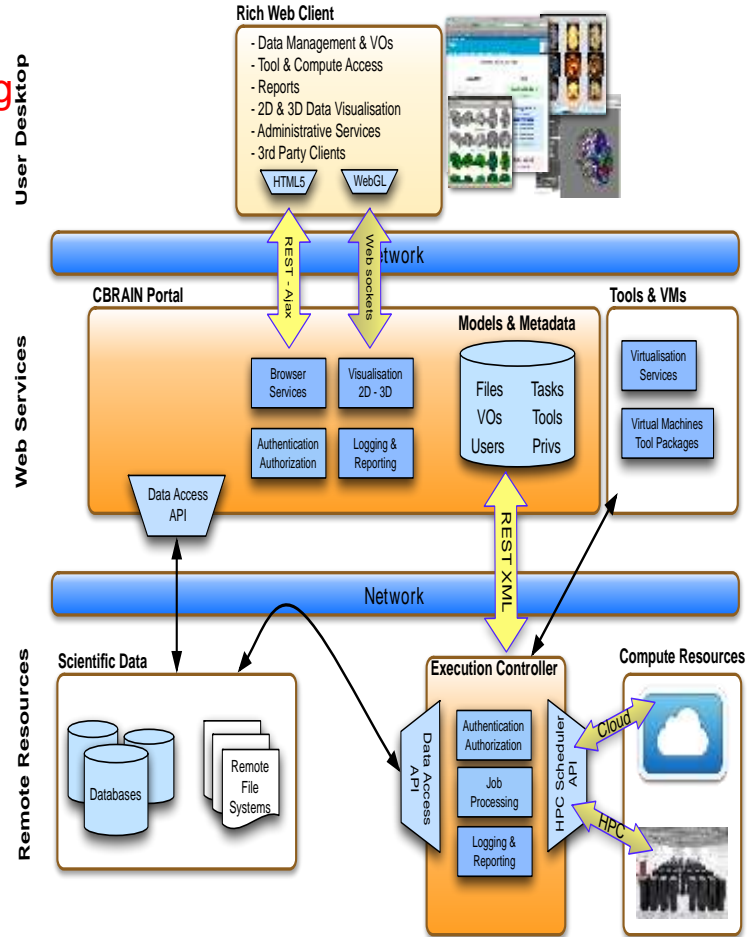 Rich Web Client
- Data Management & VOs
- Tool & Compute Access
- Reports
- 2D & 3D Data Visualisation
- Administrative Services
- 3rd Party Clients
HTML5
WebGL
g
User Desktop
REST - Ajax
Web sockets
etwork
CBRAIN Portal
Tools & VMs
Models & Metadata
Browser
Services
Visualisation
2D - 3D
Authentication
Authorization
Logging &
Reporting
Files Tasks
VOs Tools
Users Privs
Virtualisation
Services
Virtual Machines
Tool Packages
Web Services
Data Access
API
REST XML
Network
Scientific Data
Databases
Remote
File
Systems
Remote Resources
Execution Controller
Data Access
API
Authentication
Authorization
Job
Processing
Logging &
Reporting
HPC Scheduler
API
Compute Resources
Cloud
HPC